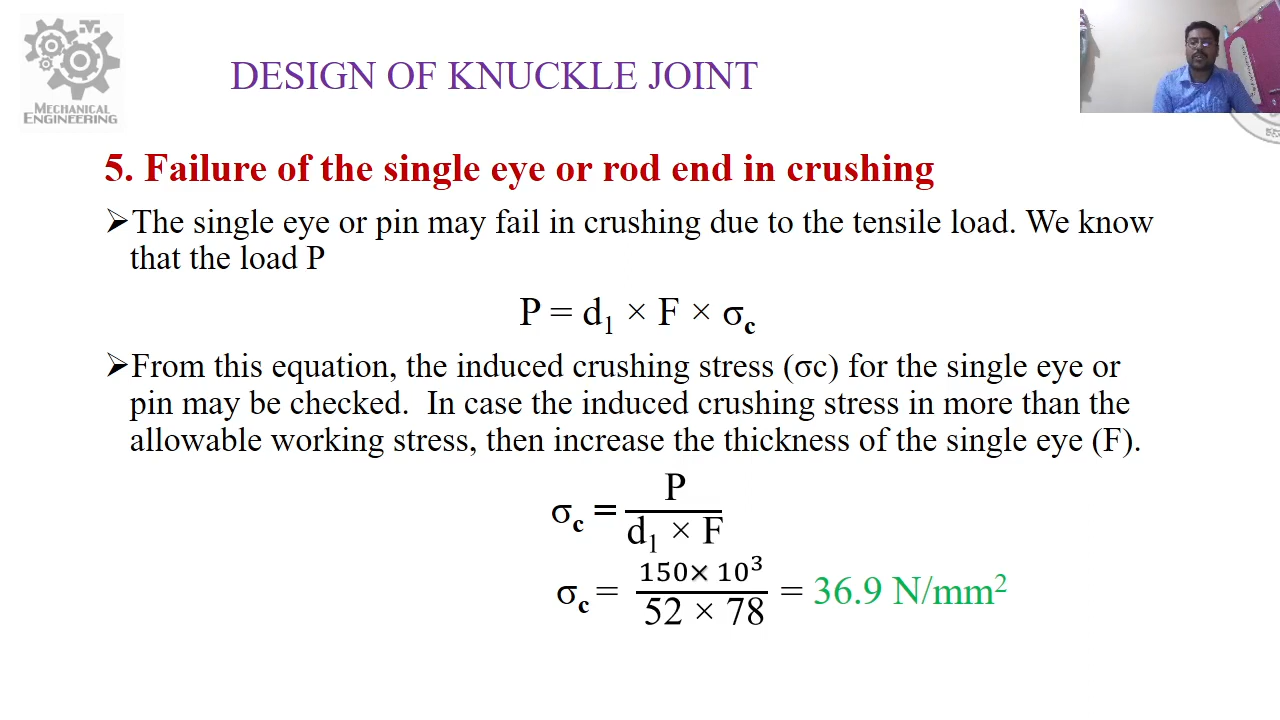 MECHANICAL
ENGINEERING
DESIGN OF KNUCKLE JOINT
5. Failure of the single eye or rod end in crushing
➢The single eye or pin may fail in crushing due to the tensile load. We know
that the load P
P = d₁ × F × σ𝐜
➢From this equation, the induced crushing stress (σc) for the single eye or
pin may be checked.  In case the induced crushing stress in more than the
allowable working stress, then increase the thickness of the single eye (F).
σ𝐜 = P / d₁ × F
σ𝐜 = 150× 10³ / 52 × 78 = 36.9 N/mm²